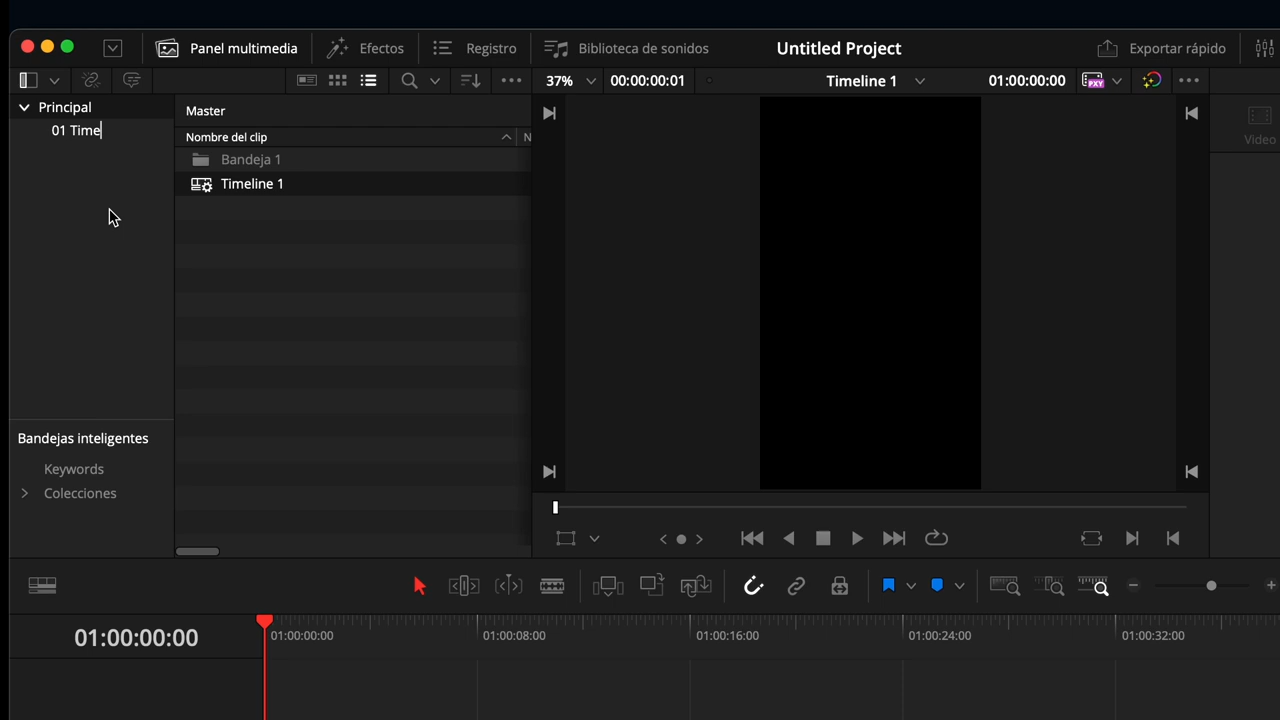 Panel multimedia
Efectos
Registro
Biblioteca de sonidos
Untitled Project
Exportar rápido
37%
00:00:00:01
Timeline 1
01:00:00:00
PXY
Principal
01 Time
Master
Nombre del clip
N
Bandeja 1
Timeline 1
Video
Bandejas inteligentes
Keywords
Colecciones
01:00:00:00
01:00:00:00
01:00:08:00
01:00:16:00
01:00:24:00
01:00:32:00